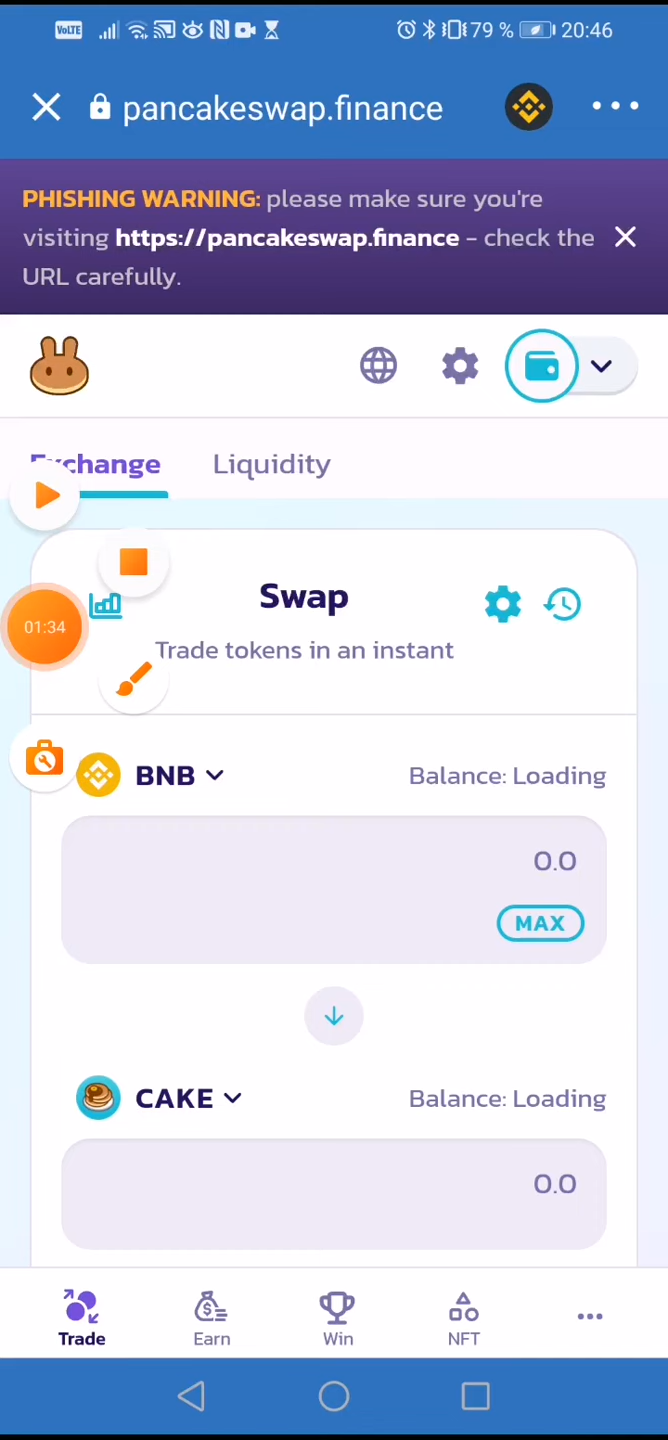 VoLTE 79 % 20:46
pancakeswap.finance
PHISHING WARNING: please make sure you're
visiting https://pancakeswap.finance - check the
URL carefully.
Exchange Liquidity
Swap
01:34
Trade tokens in an instant
BNB Balance: Loading
0.0
MAX
CAKE Balance: Loading
0.0
Trade Earn Win NFT